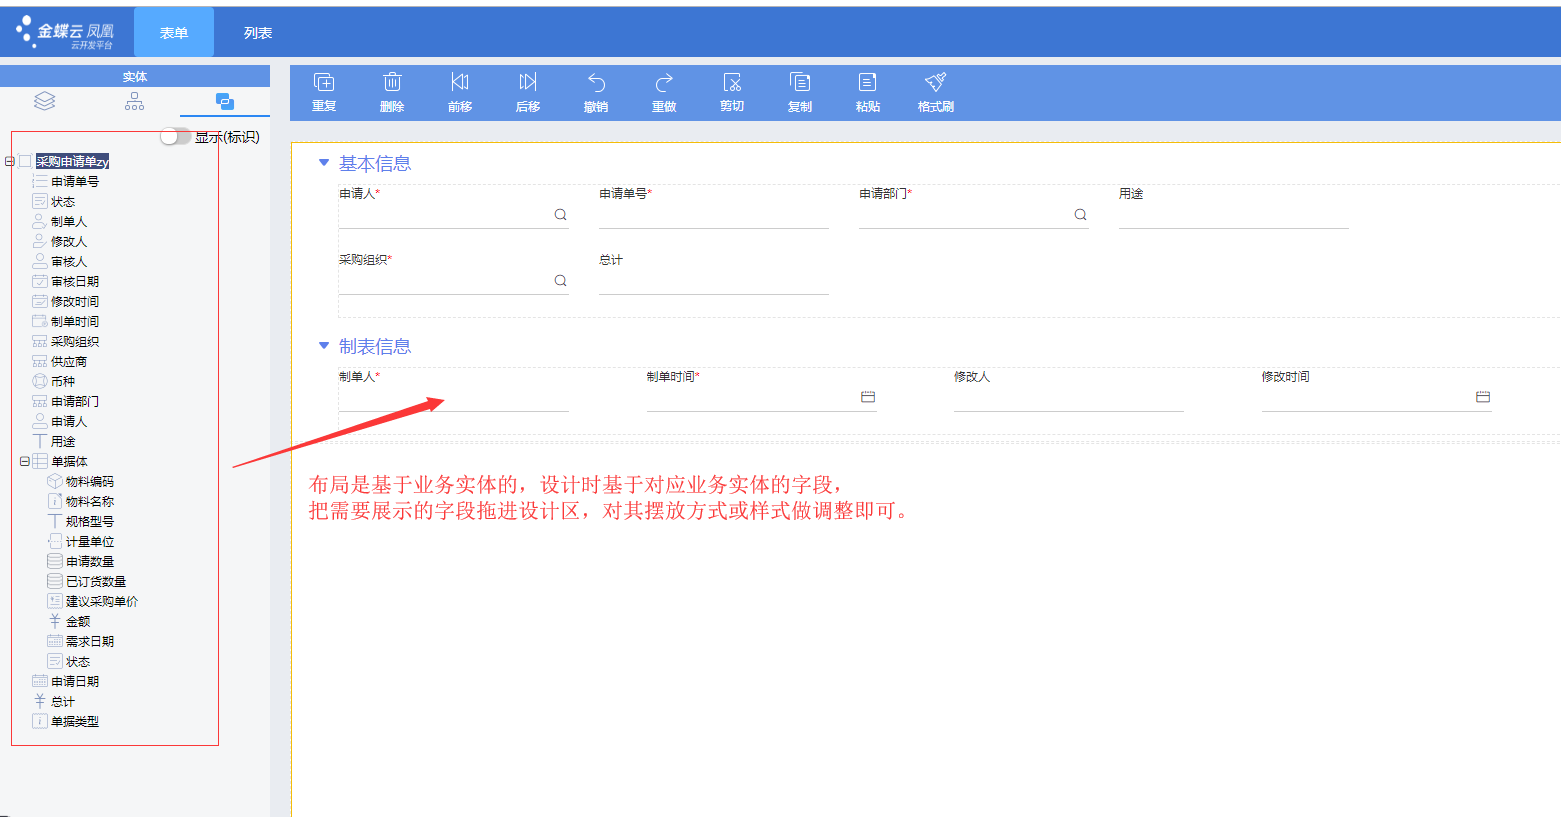 金蝶云 凤凰
云开发平台
表单
列表
实体
显示(标识)
采购申请单zy
申请单号
状态
制单人
修改人
审核人
审核日期
修改时间
制单时间
采购组织
供应商
币种
申请部门
申请人
用途
单据体
物料编码
物料名称
规格型号
计量单位
申请数量
已订货数量
建议采购单价
金额
需求日期
状态
申请日期
总计
单据类型
重复 删除 前移 后移 撤销 重做 剪切 复制 粘贴 格式刷
基本信息
申请人* 申请单号* 申请部门* 用途
采购组织* 总计
制表信息
制单人* 制单时间* 修改人 修改时间
布局是基于业务实体的，设计时基于对应业务实体的字段，
把需要展示的字段拖进设计区，对其摆放方式或样式做调整即可。